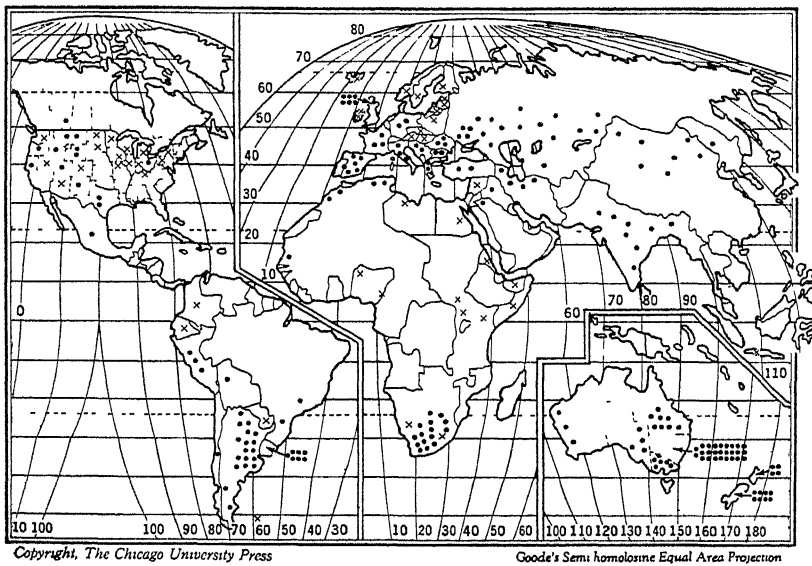 80
70
60
50
40
30
20
10
0
60
70 80 90
110
10 100 100 90 80 70 60 50 40 30 10 20 30 40 50 60 100 110 120 130 140 150 160 170 180
Copyright, The Chicago University Press
Goode's Semi homolosine Equal Area Projection